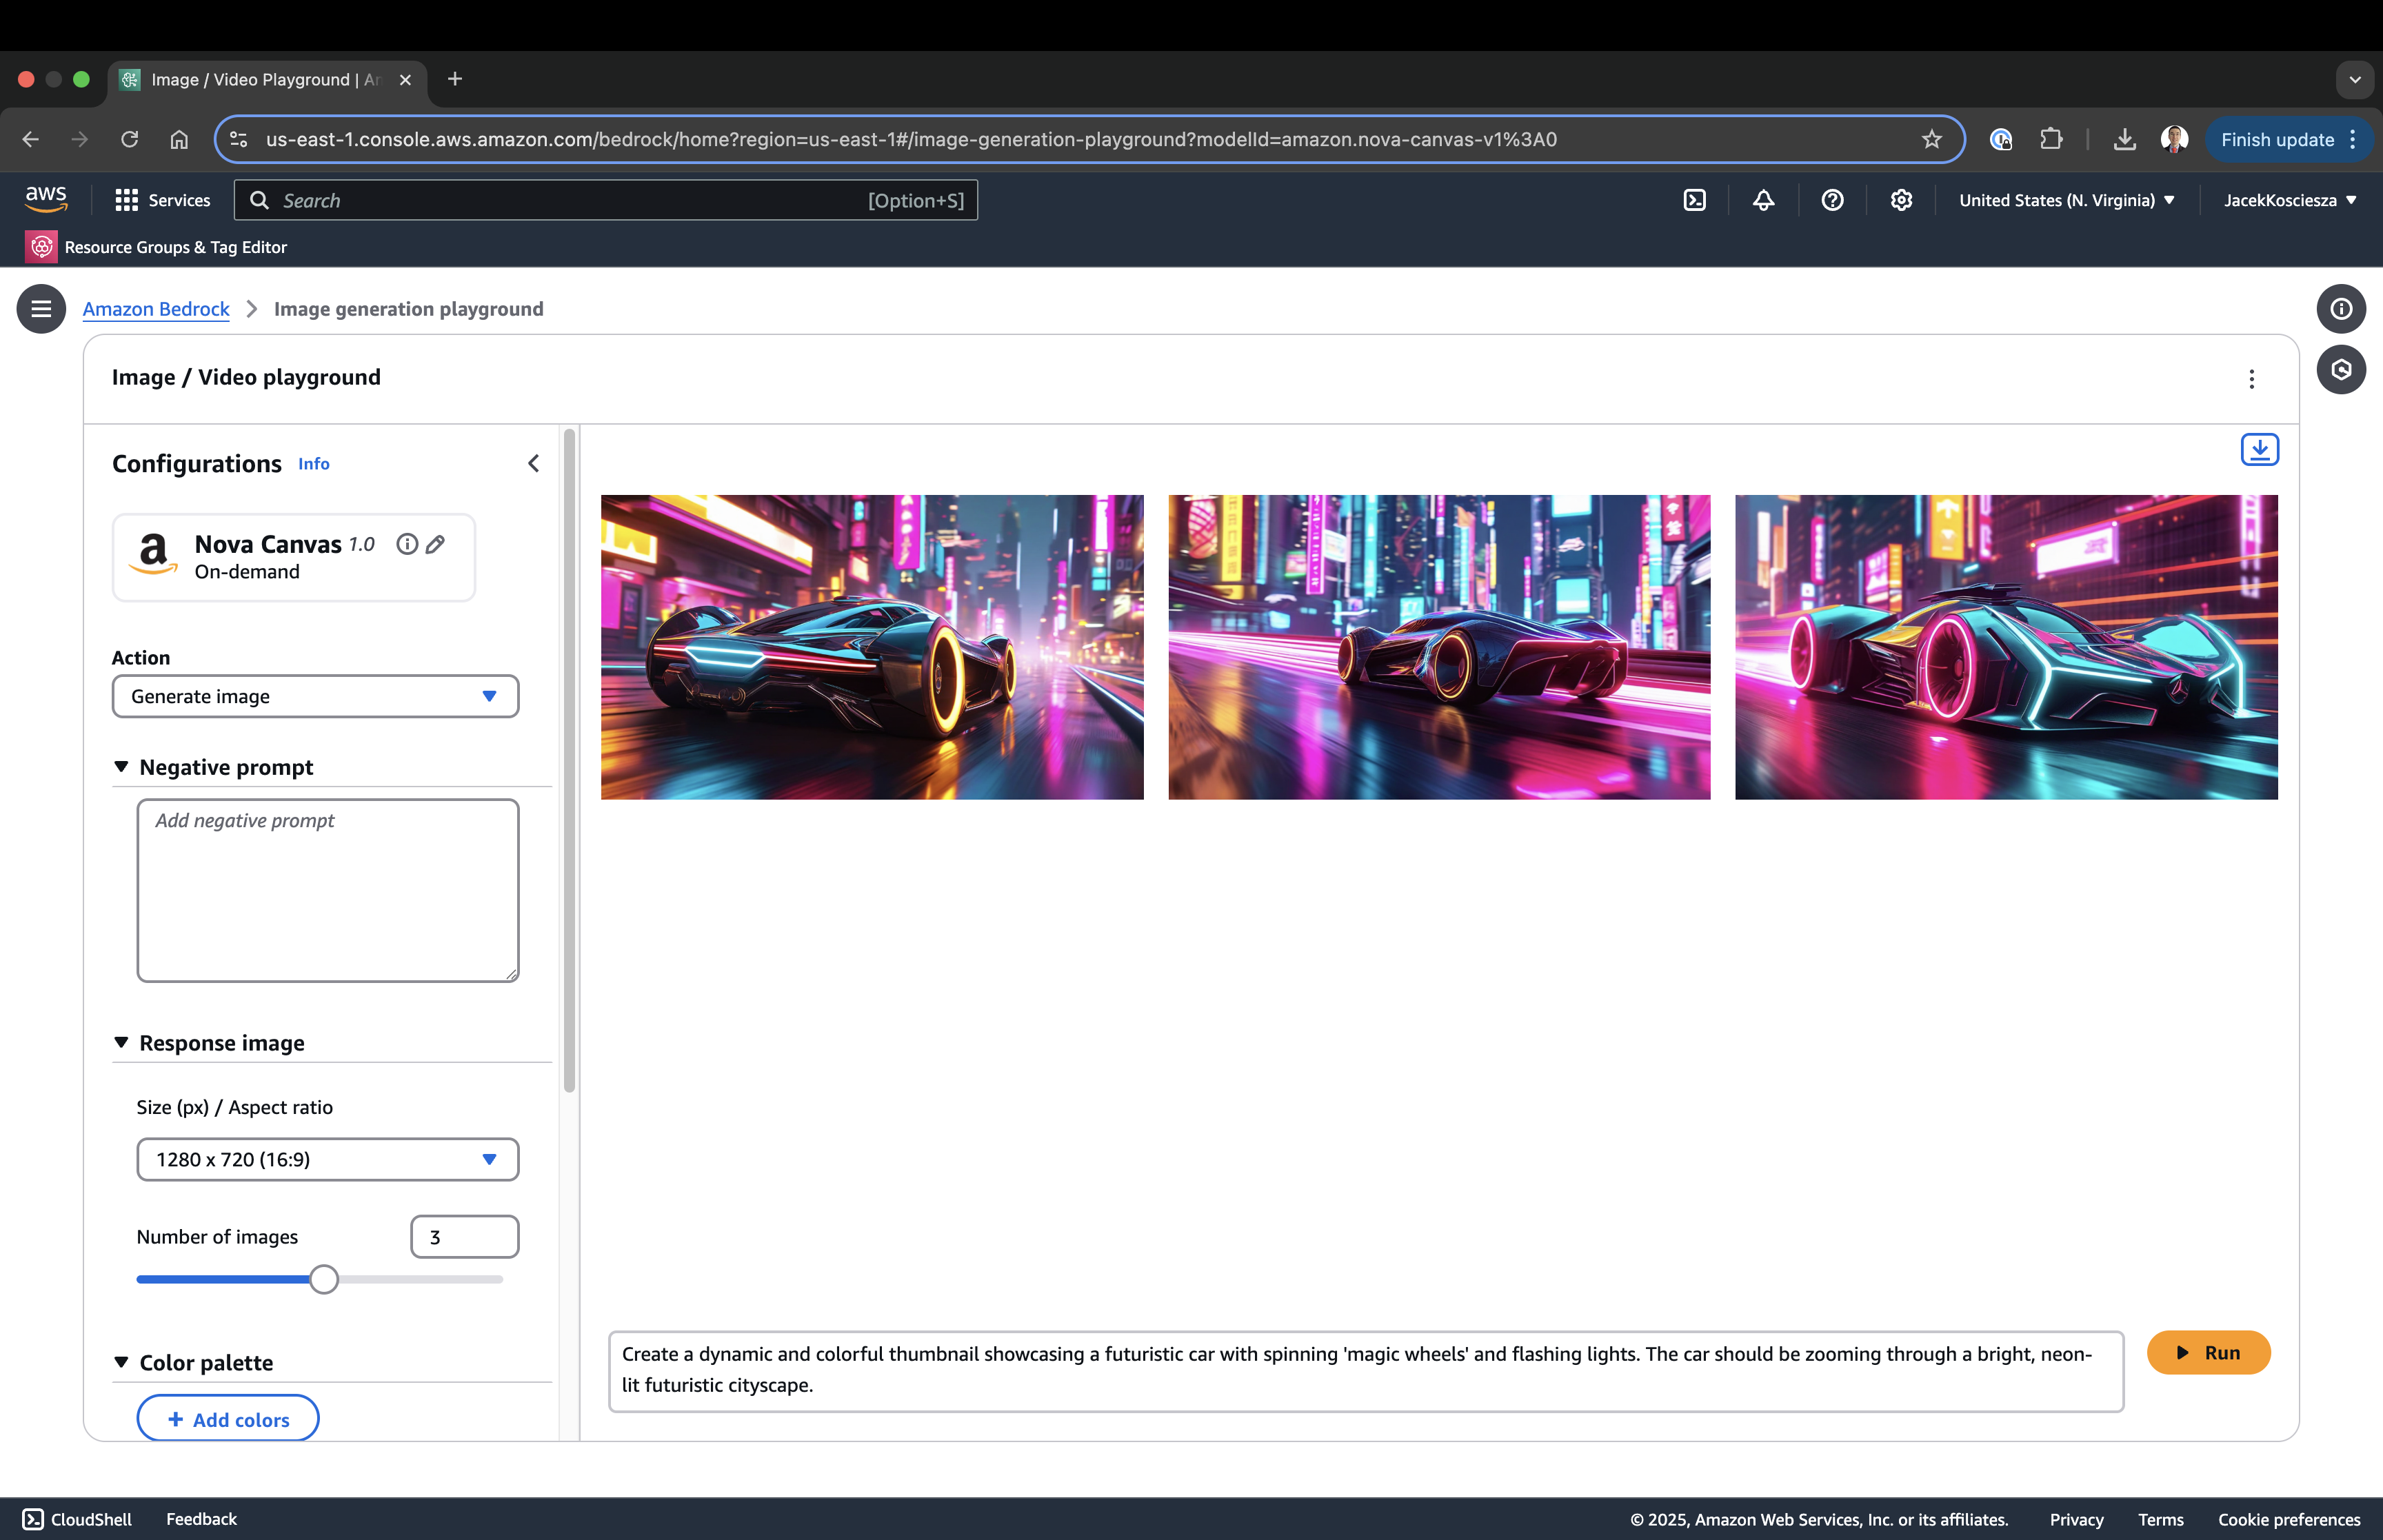 Image / Video Playground | An
us-east-1.console.aws.amazon.com/bedrock/home?region=us-east-1#/image-generation-playground?modelId=amazon.nova-canvas-v1%3A0
Finish update
aws
Services
Search
[Option+S]
United States (N. Virginia)
JacekKosciesza
Resource Groups & Tag Editor
Amazon Bedrock
Image generation playground
Image / Video playground
Configurations
Info
a
Nova Canvas 1.0
On-demand
Action
Generate image
Negative prompt
Add negative prompt
Response image
Size (px) / Aspect ratio
1280 x 720 (16:9)
Number of images
3
Color palette
+ Add colors
Create a dynamic and colorful thumbnail showcasing a futuristic car with spinning 'magic wheels' and flashing lights. The car should be zooming through a bright, neon-
lit futuristic cityscape.
Run
CloudShell
Feedback
© 2025, Amazon Web Services, Inc. or its affiliates.
Privacy
Terms
Cookie preferences